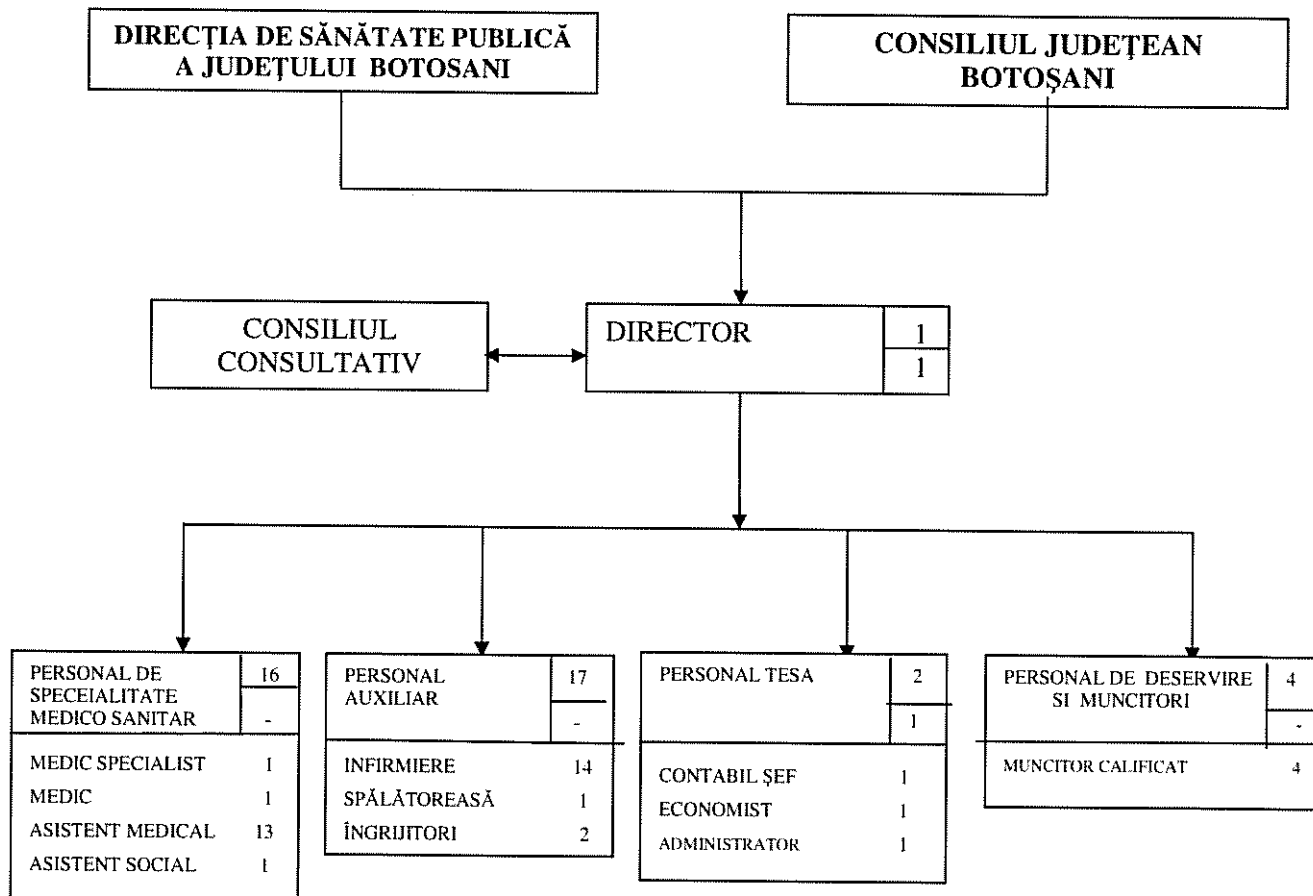 DIRECȚIA DE SĂNĂTATE PUBLICĂ
A JUDEȚULUI BOTOSANI
CONSILIUL JUDEȚEAN
BOTOȘANI
CONSILIUL
CONSULTATIV
DIRECTOR
1
1
PERSONAL DE
SPECEIALITATE
MEDICO SANITAR
16
-
MEDIC SPECIALIST 1
MEDIC 1
ASISTENT MEDICAL 13
ASISTENT SOCIAL 1
PERSONAL
AUXILIAR
17
-
INFIRMIERE 14
SPĂLĂTOREASĂ 1
ÎNGRIJITORI 2
PERSONAL TESA
2
1
CONTABIL ȘEF 1
ECONOMIST 1
ADMINISTRATOR 1
PERSONAL DE DESERVIRE
SI MUNCITORI
4
-
MUNCITOR CALIFICAT 4